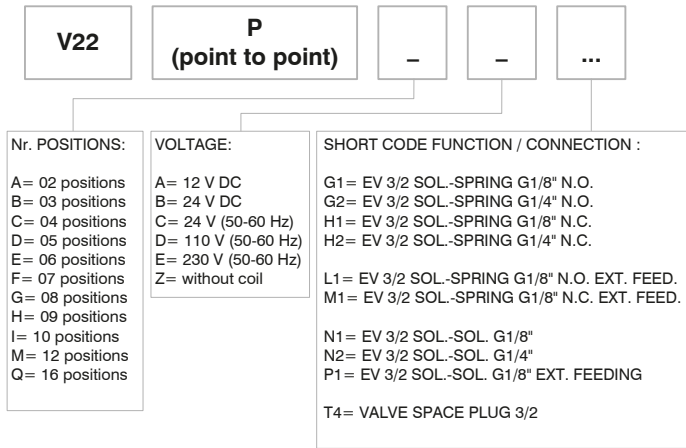 V22
P
(point to point)
_
_
...
Nr. POSITIONS:
A= 02 positions
B= 03 positions
C= 04 positions
D= 05 positions
E= 06 positions
F= 07 positions
G= 08 positions
H= 09 positions
I= 10 positions
M= 12 positions
Q= 16 positions
VOLTAGE:
A= 12 V DC
B= 24 V DC
C= 24 V (50-60 Hz)
D= 110 V (50-60 Hz)
E= 230 V (50-60 Hz)
Z= without coil
SHORT CODE FUNCTION / CONNECTION :
G1= EV 3/2 SOL.-SPRING G1/8" N.O.
G2= EV 3/2 SOL.-SPRING G1/4" N.O.
H1= EV 3/2 SOL.-SPRING G1/8" N.C.
H2= EV 3/2 SOL.-SPRING G1/4" N.C.
L1= EV 3/2 SOL.-SPRING G1/8" N.O. EXT. FEED.
M1= EV 3/2 SOL.-SPRING G1/8" N.C. EXT. FEED.
N1= EV 3/2 SOL.-SOL. G1/8"
N2= EV 3/2 SOL.-SOL. G1/4"
P1= EV 3/2 SOL.-SOL. G1/8" EXT. FEEDING
T4= VALVE SPACE PLUG 3/2